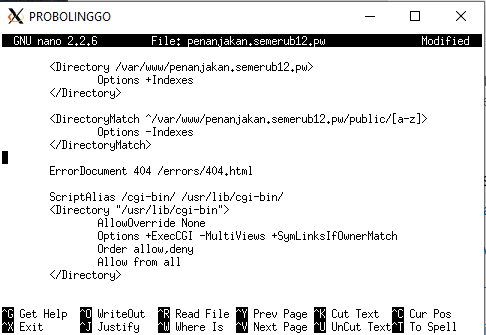 PROBOLINGGO
GNU nano 2.2.6 File: penanjakan.semerub12.pw Modified
<Directory /var/www/penanjakan.semerub12.pw>
Options +Indexes
</Directory>
<DirectoryMatch ^/var/www/penanjakan.semerub12.pw/public/[a-z]>
Options -Indexes
</DirectoryMatch>
ErrorDocument 404 /errors/404.html
ScriptAlias /cgi-bin/ /usr/lib/cgi-bin/
<Directory "/usr/lib/cgi-bin">
AllowOverride None
Options +ExecCGI -MultiViews +SymLinksIfOwnerMatch
Order allow,deny
Allow from all
</Directory>
^G Get Help ^O WriteOut ^R Read File ^Y Prev Page ^K Cut Text ^C Cur Pos
^X Exit ^J Justify ^W Where Is ^V Next Page ^U UnCut Text ^T To Spell